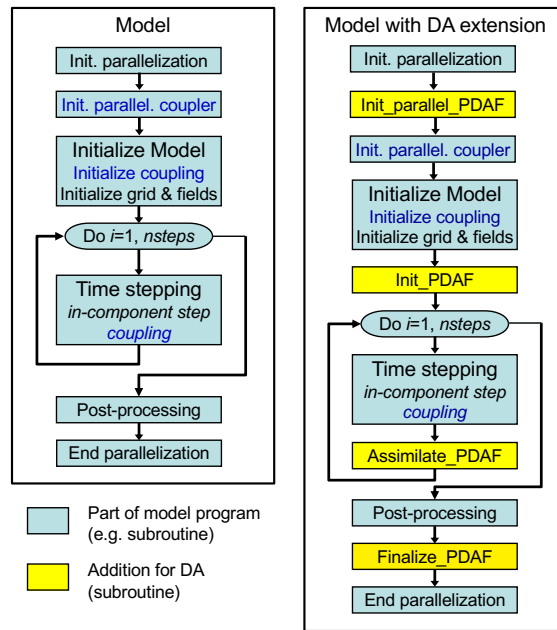 Model
Init. parallelization
Init. parallel. coupler
Initialize Model
Initialize coupling
Initialize grid & fields
Do i=1, nsteps
Time stepping
in-component step
coupling
Post-processing
End parallelization
Part of model program
(e.g. subroutine)
Addition for DA
(subroutine)
Model with DA extension
Init. parallelization
Init_parallel_PDAF
Init. parallel. coupler
Initialize Model
Initialize coupling
Initialize grid & fields
Init_PDAF
Do i=1, nsteps
Time stepping
in-component step
coupling
Assimilate_PDAF
Post-processing
Finalize_PDAF
End parallelization